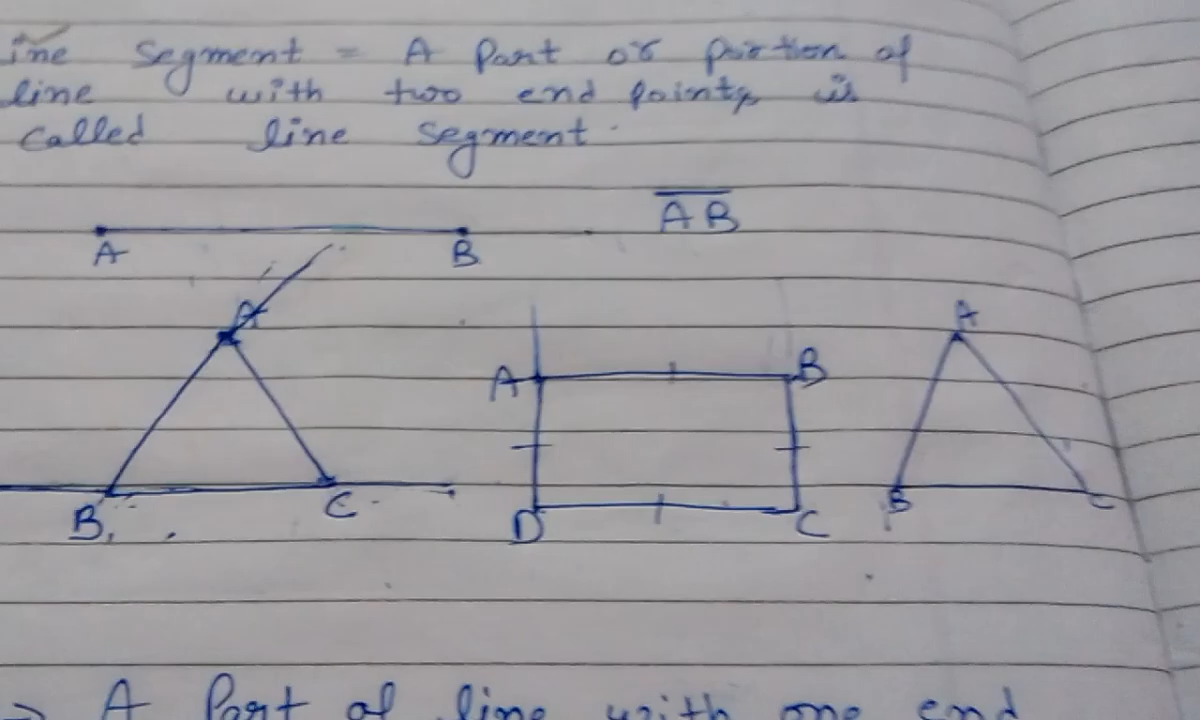 ine Segment = A Part or portion of
line with two end points is
called line segment.
AB
A B
A
A B
A
B C
D C
B C
→ A Part of line with one end